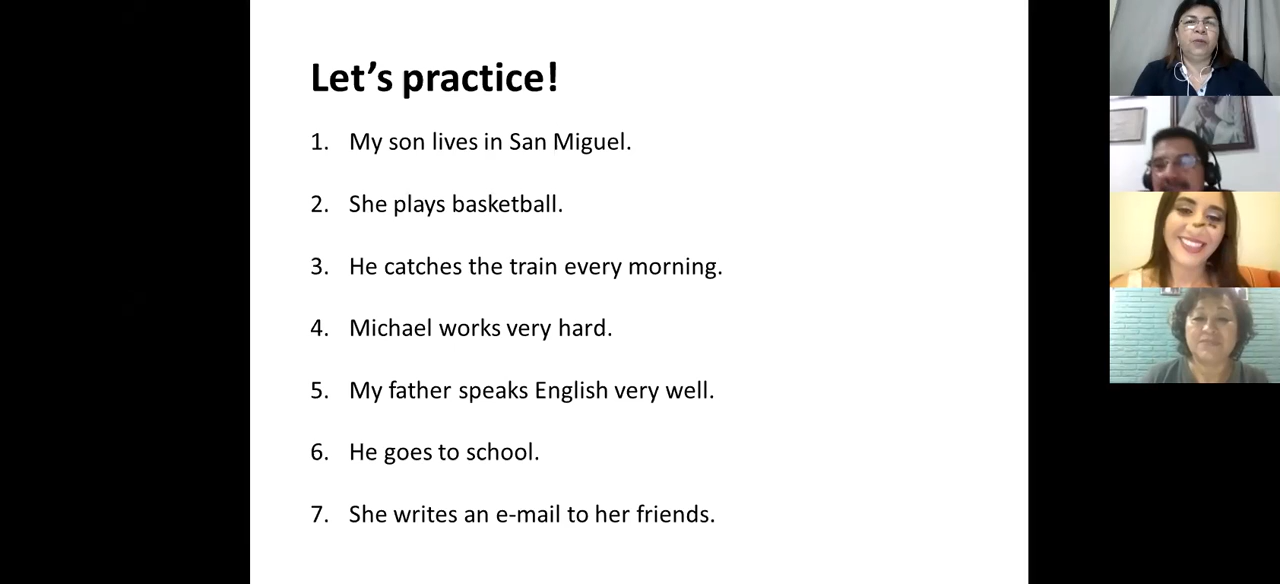 Let’s practice!
1. My son lives in San Miguel.
2. She plays basketball.
3. He catches the train every morning.
4. Michael works very hard.
5. My father speaks English very well.
6. He goes to school.
7. She writes an e-mail to her friends.